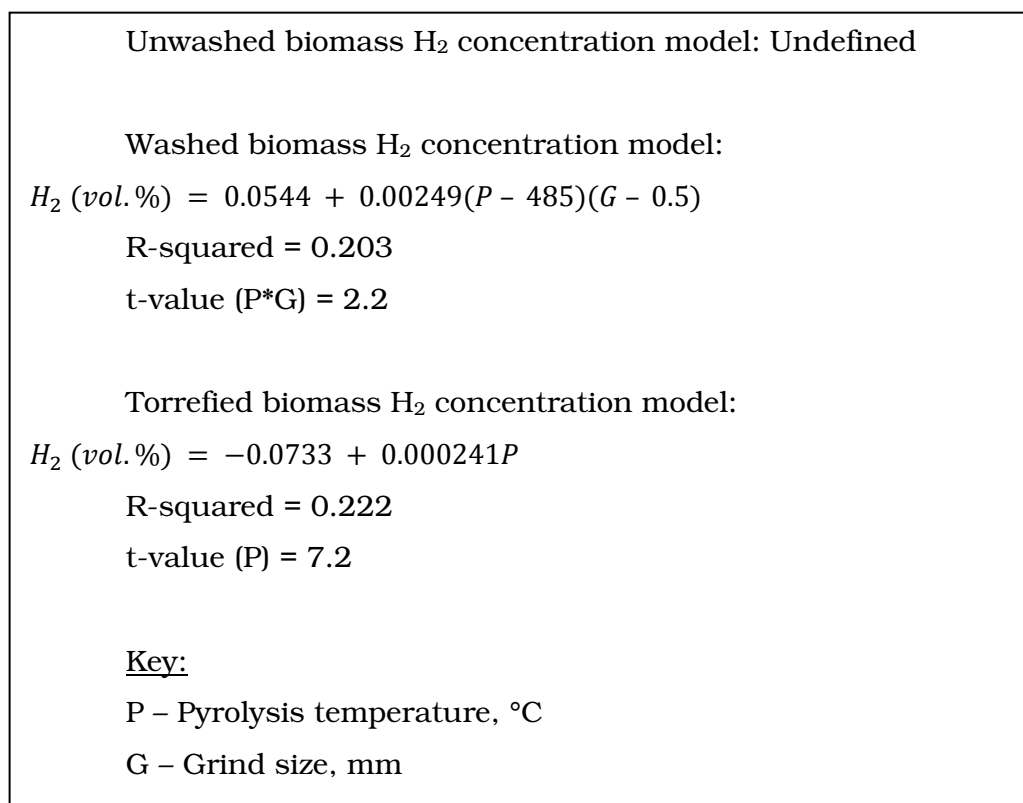 Unwashed biomass H₂ concentration model: Undefined
Washed biomass H₂ concentration model:
H₂ (vol.%) = 0.0544 + 0.00249(P – 485)(G – 0.5)
R-squared = 0.203
t-value (P*G) = 2.2
Torrefied biomass H₂ concentration model:
H₂ (vol.%) = −0.0733 + 0.000241P
R-squared = 0.222
t-value (P) = 7.2
Key:
P – Pyrolysis temperature, °C
G – Grind size, mm